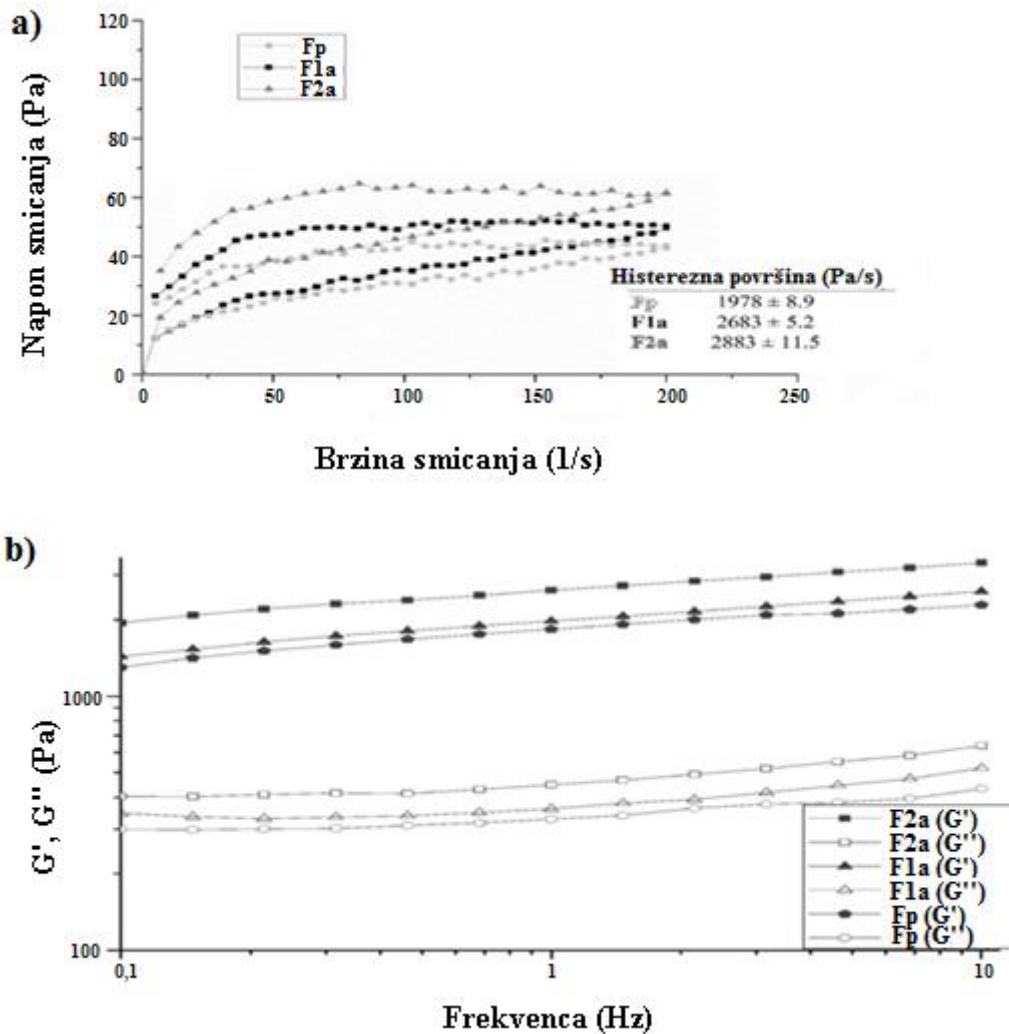 a)
Napon smicanja (Pa)
120
100
80
60
40
20
0
Fp
F1a
F2a
Histerezna površina (Pa/s)
Fp 1978 ± 8.9
F1a 2683 ± 5.2
F2a 2883 ± 11.5
0 50 100 150 200 250
Brzina smicanja (1/s)
b)
G', G'' (Pa)
1000
100
F2a (G')
F2a (G'')
F1a (G')
F1a (G'')
Fp (G')
Fp (G'')
0,1 1 10
Frekvenca (Hz)